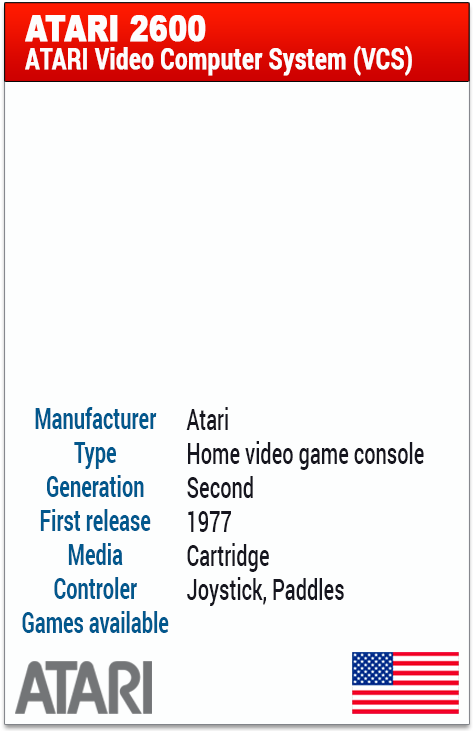 ATARI 2600
ATARI Video Computer System (VCS)
Manufacturer Atari
Type Home video game console
Generation Second
First release 1977
Media Cartridge
Controler Joystick, Paddles
Games available
ATARI